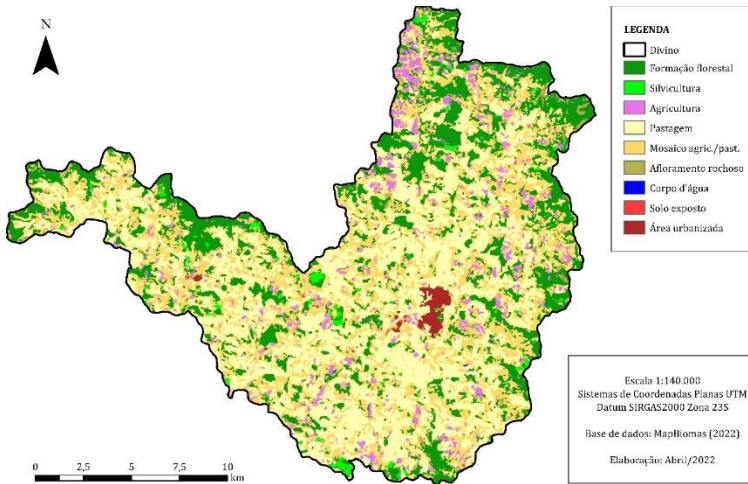 N
LEGENDA
Divino
Formação florestal
Silvicultura
Agricultura
Pastagem
Mosaico agric./past.
Afloramento rochoso
Corpo d'água
Solo exposto
Área urbanizada
Escala 1:140.000
Sistemas de Coordenadas Planas UTM
Datum SIRGAS2000 Zona 23S
Base de dados: MapBiomas (2022)
Elaboração: Abril/2022
0 2,5 5 7,5 10
km